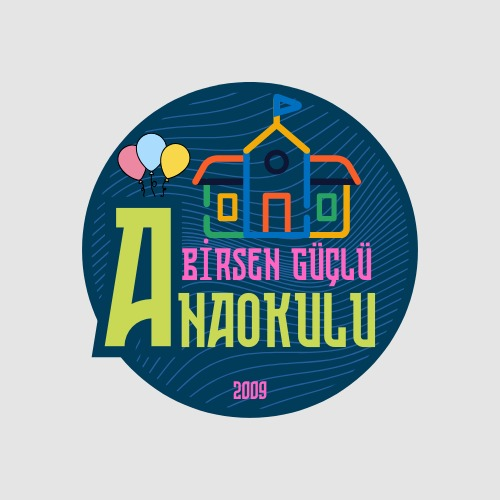 BİRSEN GÜÇLÜ
ANAOKULU
2009